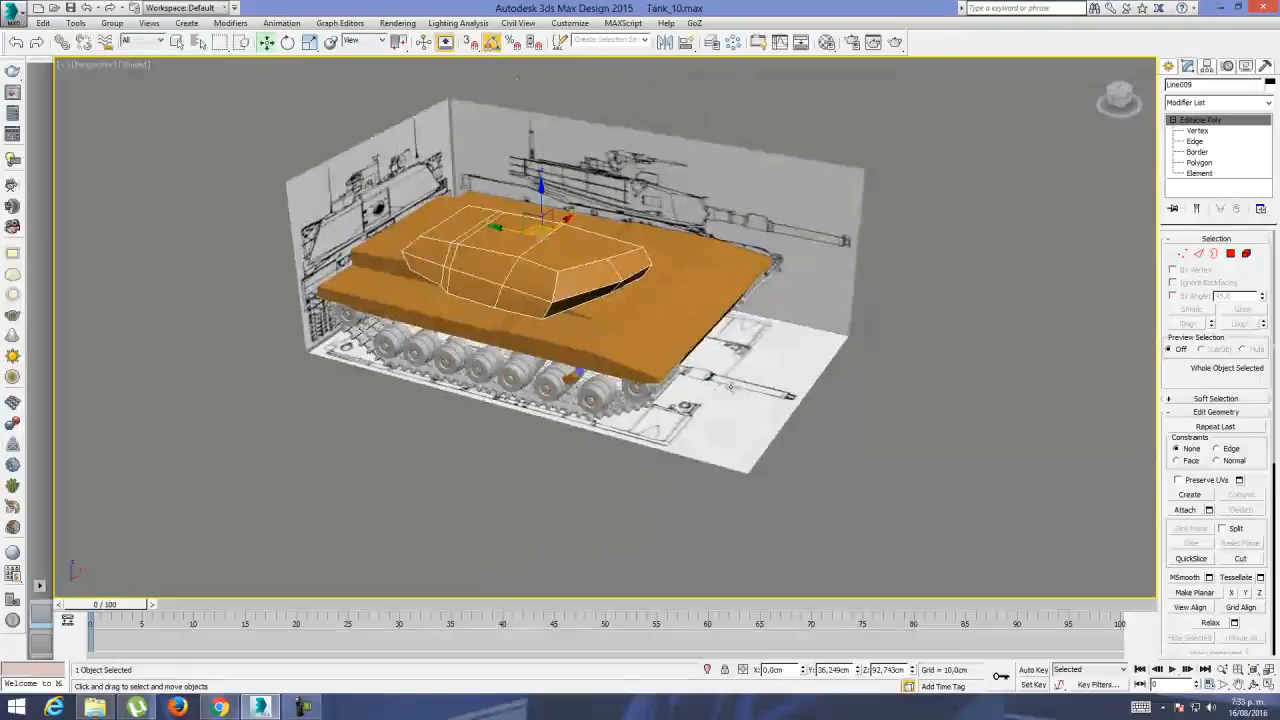 Workspace: Default
Autodesk 3ds Max Design 2015 Tank_10.max
Type a keyword or phrase
Edit Tools Group Views Create Modifiers Animation Graph Editors Rendering Lighting Analysis Civil View Customize MAXScript Help GoZ
All View Create Selection Se
Line009
Modifier List
Editable Poly
Vertex
Edge
Border
Polygon
Element
Selection
By Vertex
Ignore Backfacing
By Angle: 45,0
Shrink Grow
Ring Loop
Preview Selection
Off SubObj Multi
Whole Object Selected
Soft Selection
Edit Geometry
Repeat Last
Constraints
None Edge
Face Normal
Preserve UVs
Create Collapse
Attach Detach
Slice Plane Split
Slice Reset Plane
QuickSlice Cut
MSmooth Tessellate
Make Planar X Y Z
View Align Grid Align
Relax
Hide Selected Unhide All
0 / 100
0 5 10 15 20 25 30 35 40 45 50 55 60 65 70 75 80 85 90 95 100
1 Object Selected X: 0,0cm Y: 36,249cm Z: 92,743cm Grid = 10,0cm Auto Key Selected
Welcome to M Click and drag to select and move objects Add Time Tag Set Key Key Filters... 0
7:33 p. m.
16/08/2016